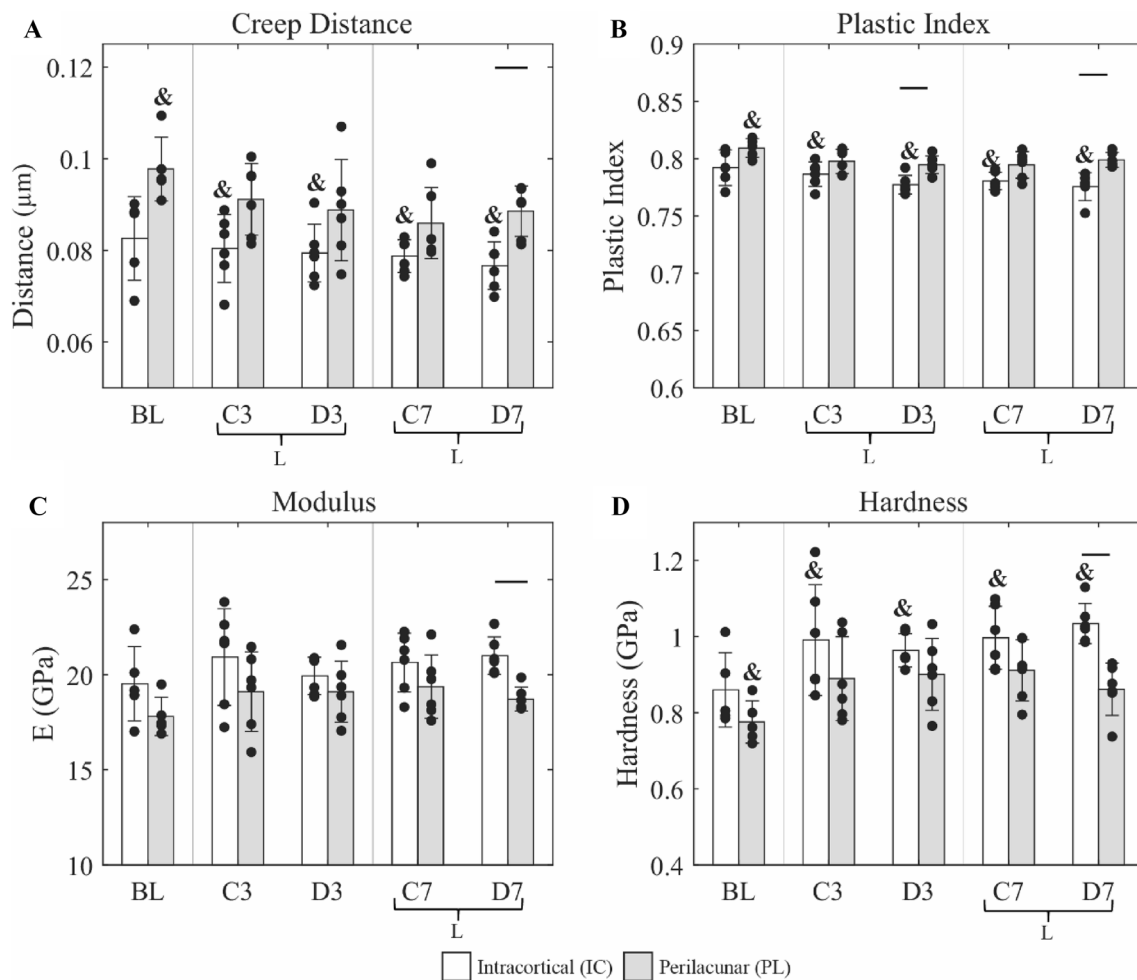 A
Creep Distance
Distance (µm)
0.12
0.1
0.08
0.06
&
&
&
&
&
BL
C3
D3
C7
D7
L
L
B
Plastic Index
Plastic Index
0.9
0.85
0.8
0.75
0.7
0.65
0.6
&
&
&
&
&
BL
C3
D3
C7
D7
L
L
C
Modulus
E (GPa)
25
20
15
10
BL
C3
D3
C7
D7
L
D
Hardness
Hardness (GPa)
1.2
1
0.8
0.6
0.4
&
&
&
&
&
BL
C3
D3
C7
D7
L
Intracortical (IC)
Perilacunar (PL)